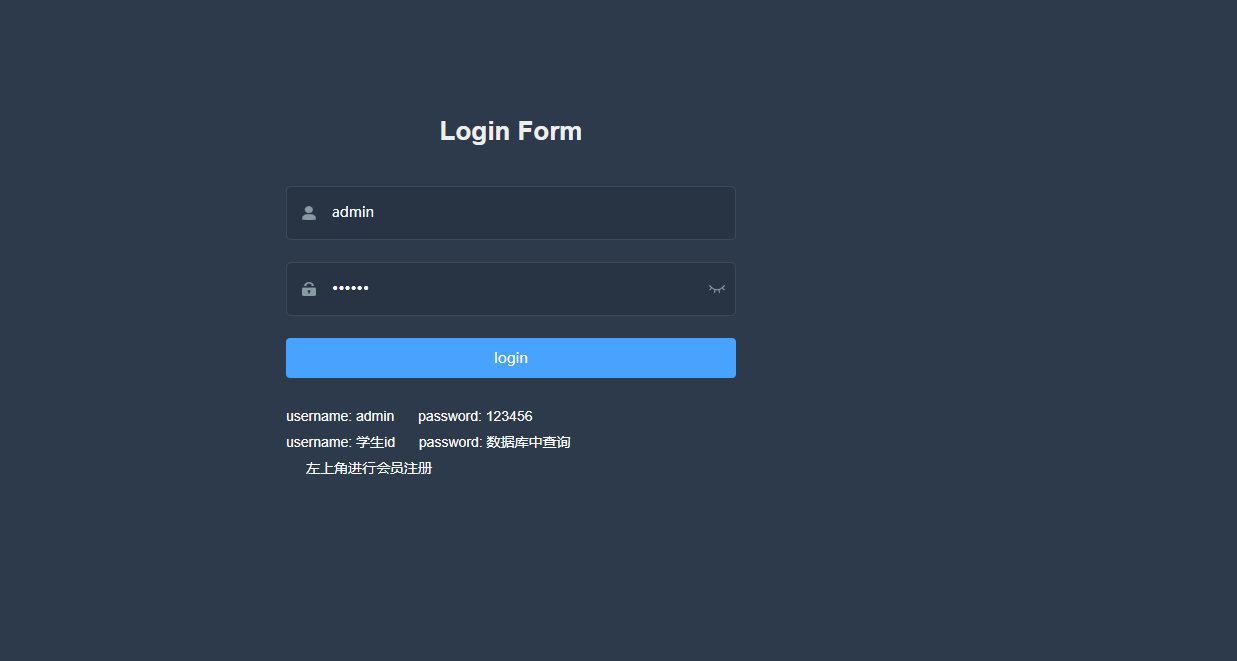 Login Form
admin
••••••
login
username: admin password: 123456
username: 学生id password: 数据库中查询
左上角进行会员注册